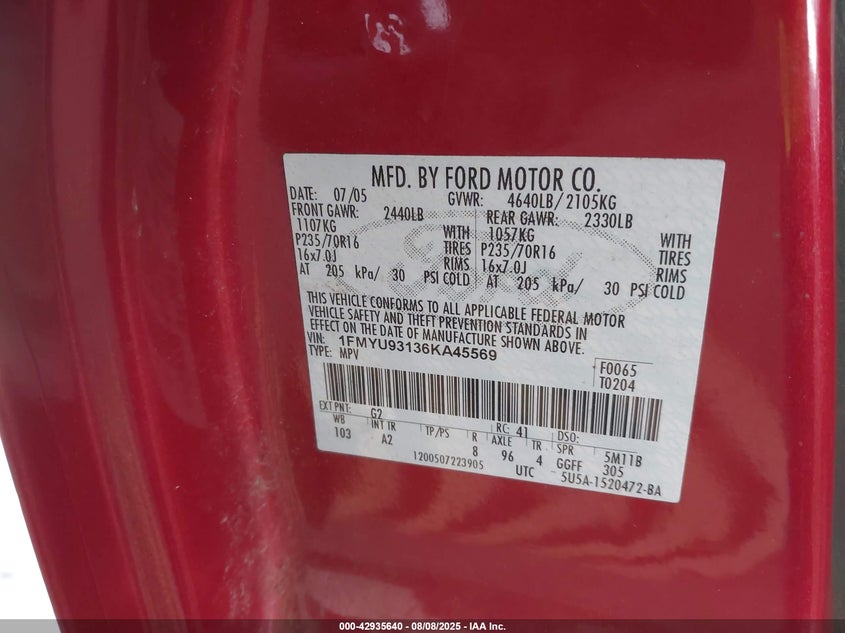 MFD. BY FORD MOTOR CO.
DATE: 07/05 GVWR: 4640LB/2105KG
FRONT GAWR: 2440LB REAR GAWR: 2330LB
1107KG WITH 1057KG WITH
P235/70R16 TIRES P235/70R16 TIRES
16x7.0J RIMS 16x7.0J RIMS
AT 205 kPa/ 30 PSI COLD AT 205 kPa/ 30 PSI COLD
THIS VEHICLE CONFORMS TO ALL APPLICABLE FEDERAL MOTOR
VEHICLE SAFETY AND THEFT PREVENTION STANDARDS IN
EFFECT ON THE DATE OF MANUFACTURE SHOWN ABOVE.
VIN: 1FMYU93136KA45569
TYPE: MPV
F0065
T0204
EXT PNT: G2 RC: 41 DSO:
WB INT TR TP/PS R AXLE TR SPR 5M11B
103 A2 8 96 4 GGFF 305
1200507223905 UTC 5U5A-1520472-BA
Ford
000-42935640 - 08/08/2025 - IAA Inc.